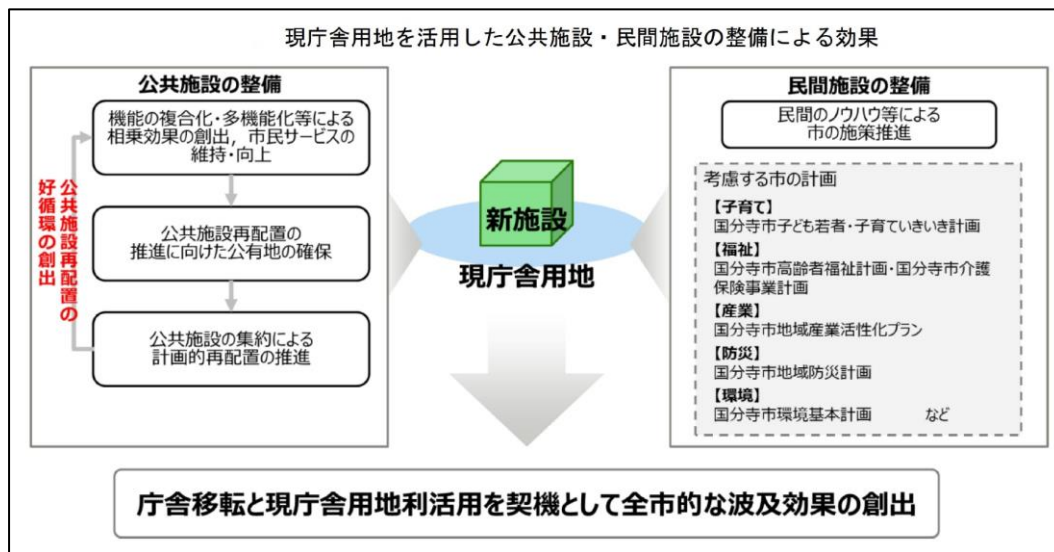 現庁舎用地を活用した公共施設・民間施設の整備による効果
公共施設の整備
機能の複合化・多機能化等による
相乗効果の創出，市民サービスの
維持・向上
公共施設再配置の
推進に向けた公有地の確保
公共施設の集約による
計画的再配置の推進
公共施設再配置の
好循環の創出
新施設
現庁舎用地
民間施設の整備
民間のノウハウ等による
市の施策推進
考慮する市の計画
【子育て】
国分寺市子ども若者・子育ていきいき計画
【福祉】
国分寺市高齢者福祉計画・国分寺市介護
保険事業計画
【産業】
国分寺市地域産業活性化プラン
【防災】
国分寺市地域防災計画
【環境】
国分寺市環境基本計画　　　など
庁舎移転と現庁舎用地利活用を契機として全市的な波及効果の創出